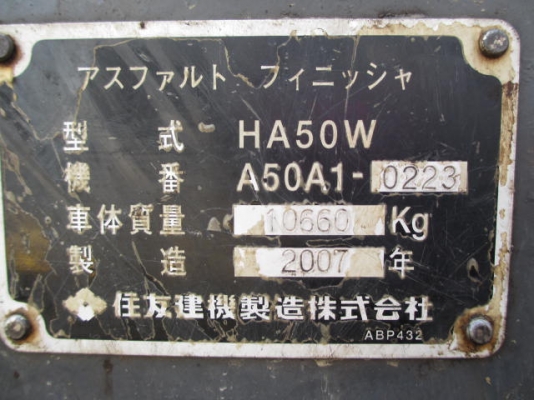 アスファルト フィニッシャ
型 式 HA50W
機 番 A50A1-0223
車体質量 10660 Kg
製 造 2007 年
住友建機製造株式会社
ABP432